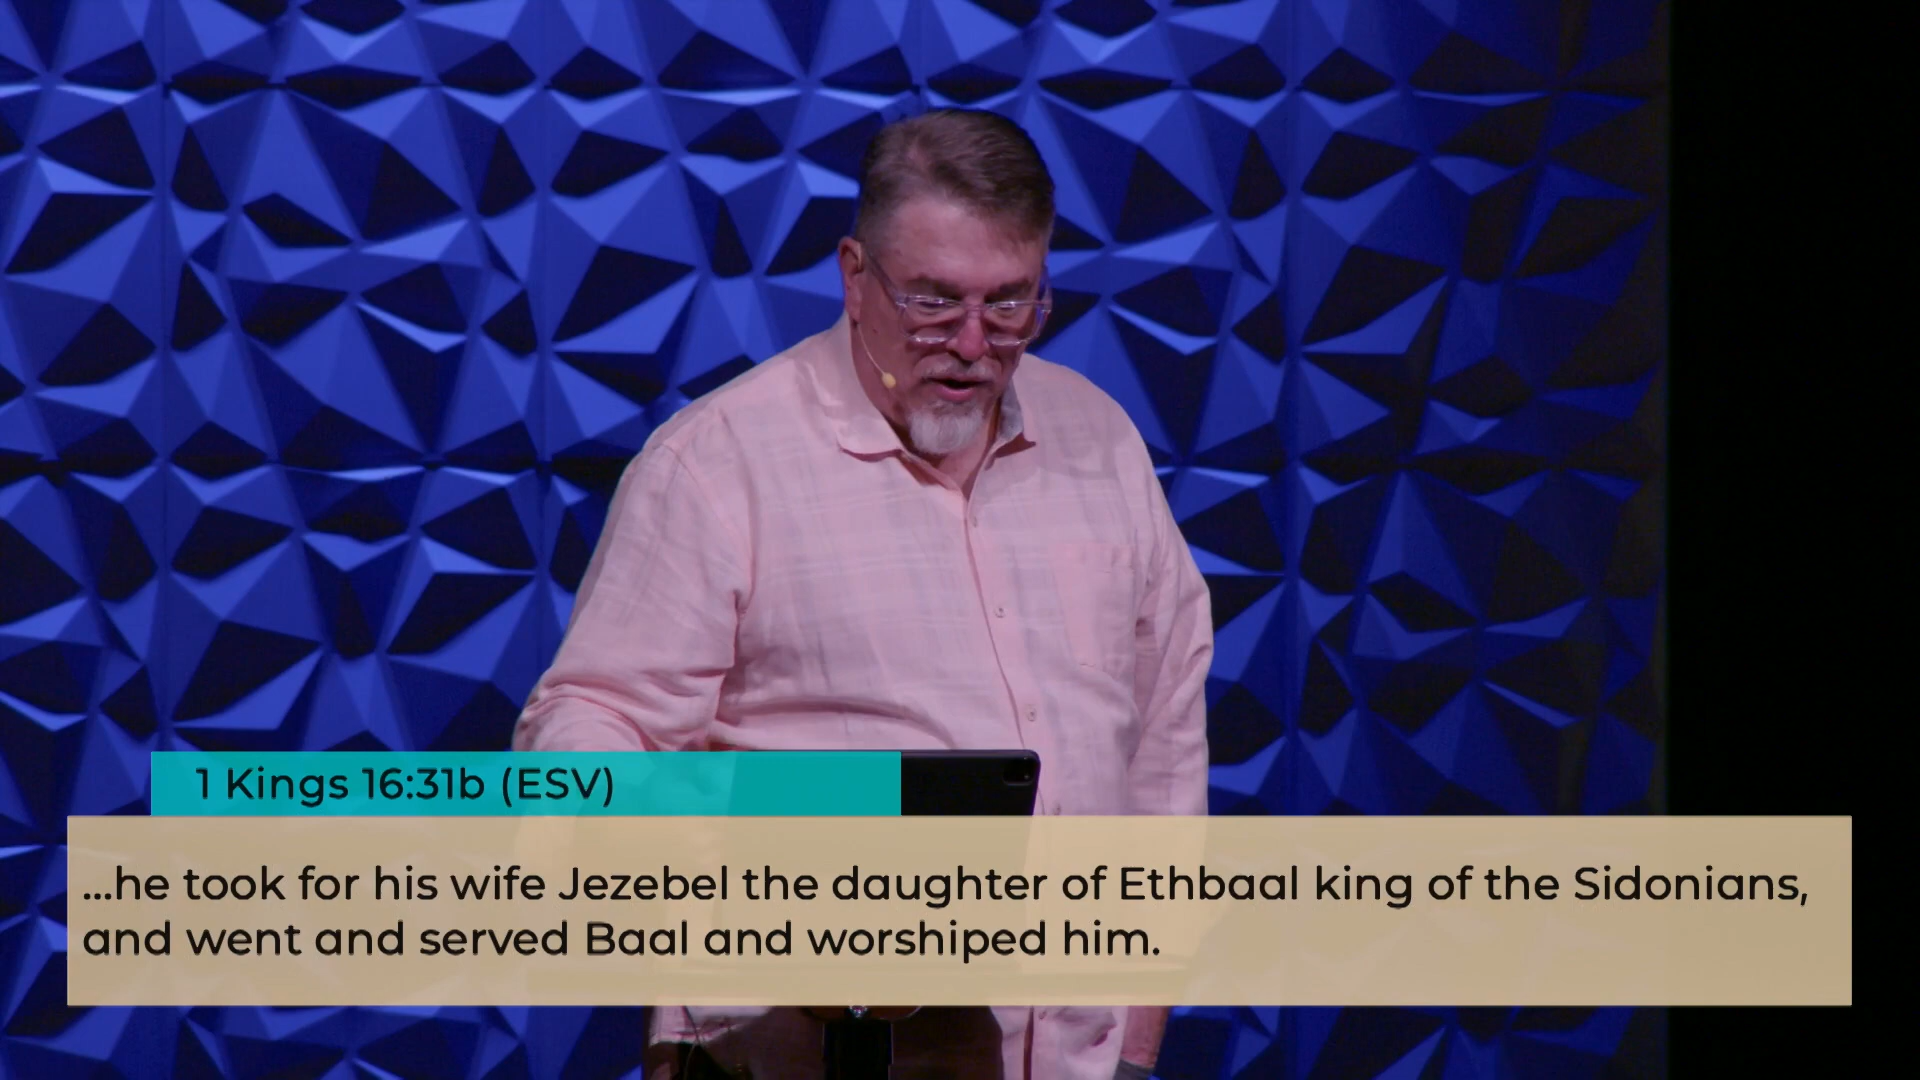 1 Kings 16:31b (ESV)
...he took for his wife Jezebel the daughter of Ethbaal king of the Sidonians,
and went and served Baal and worshiped him.